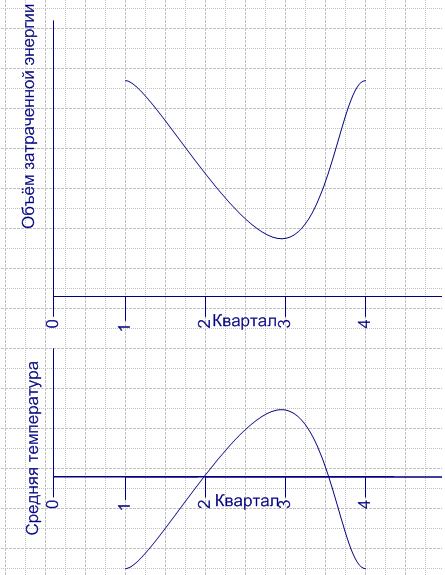 Объём затраченной энергии
0 1 2 Квартал 3 4
Средняя температура
0 1 2 Квартал 3 4